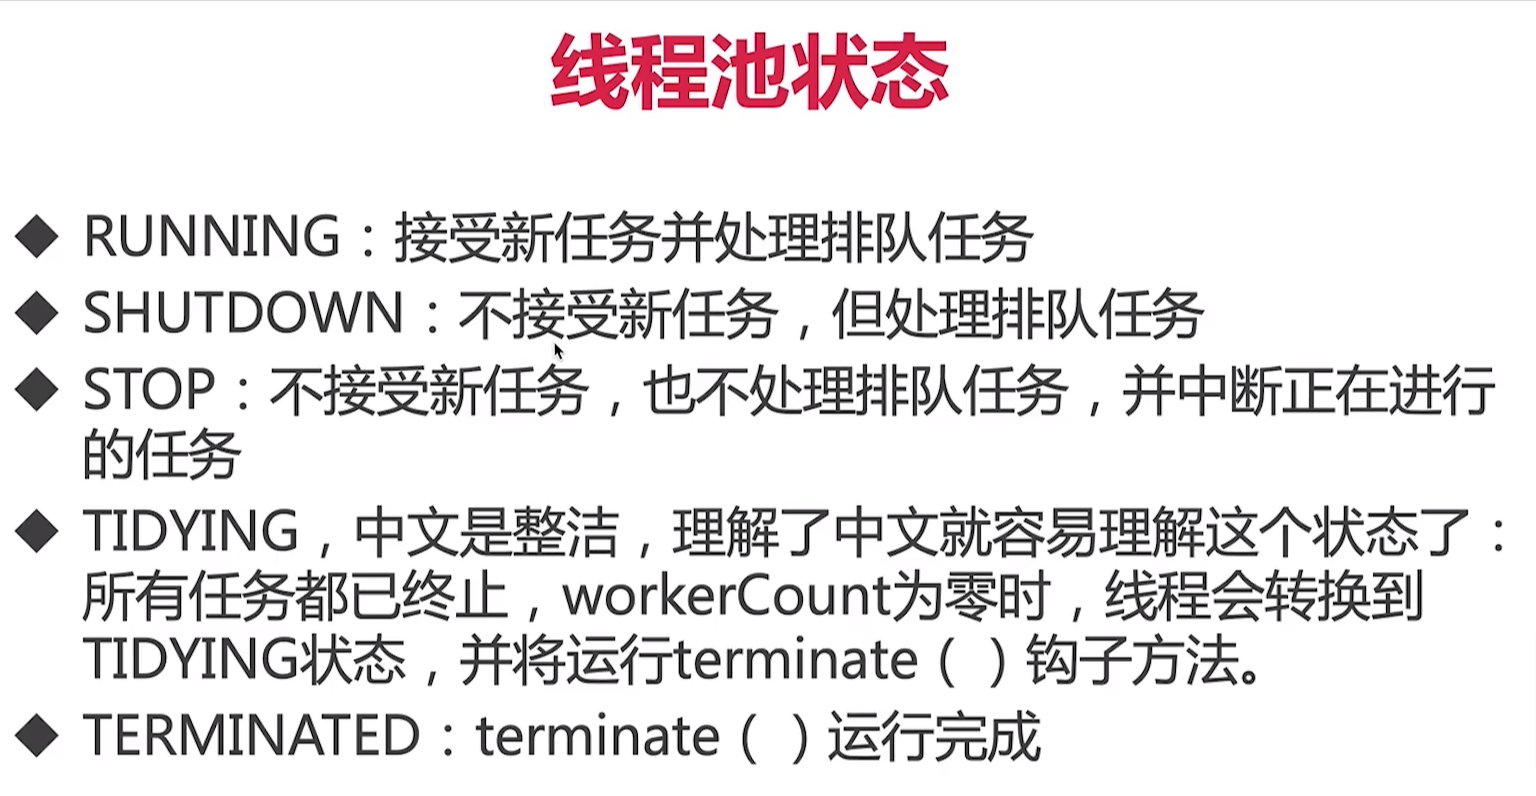 线程池状态
◆ RUNNING：接受新任务并处理排队任务
◆ SHUTDOWN：不接受新任务，但处理排队任务
◆ STOP：不接受新任务，也不处理排队任务，并中断正在进行
的任务
◆ TIDYING，中文是整洁，理解了中文就容易理解这个状态了：
所有任务都已终止，workerCount为零时，线程会转换到
TIDYING状态，并将运行terminate（ ）钩子方法。
◆ TERMINATED：terminate（ ）运行完成